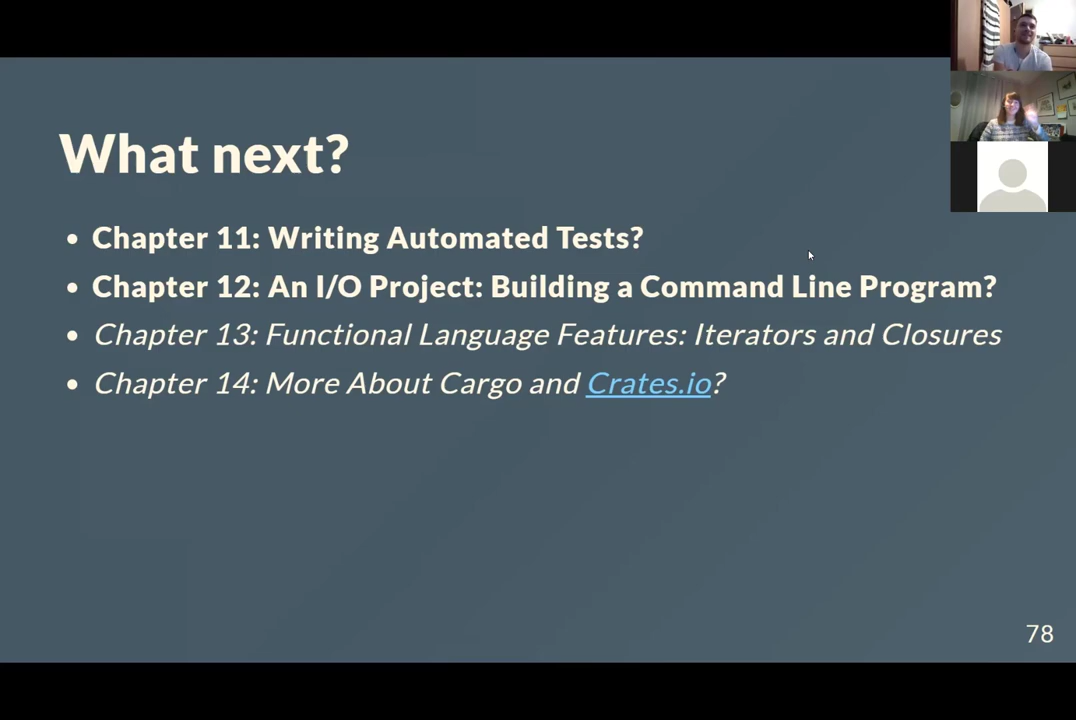 What next?
• Chapter 11: Writing Automated Tests?
• Chapter 12: An I/O Project: Building a Command Line Program?
• Chapter 13: Functional Language Features: Iterators and Closures
• Chapter 14: More About Cargo and Crates.io?
78